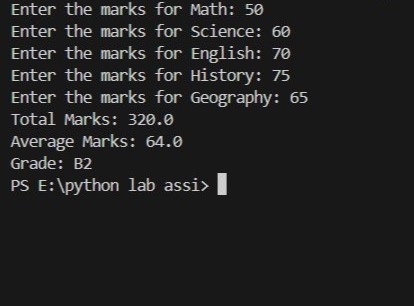 Enter the marks for Math: 50
Enter the marks for Science: 60
Enter the marks for English: 70
Enter the marks for History: 75
Enter the marks for Geography: 65
Total Marks: 320.0
Average Marks: 64.0
Grade: B2
PS E:\python lab assi>